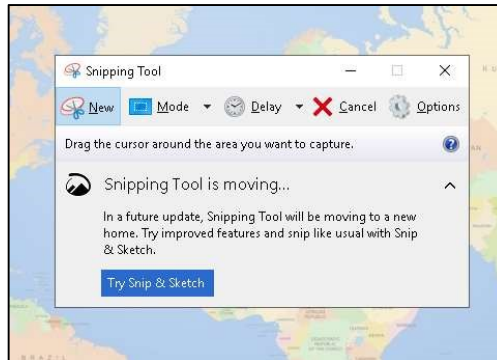 Snipping Tool
New Mode Delay Cancel Options
Drag the cursor around the area you want to capture.
Snipping Tool is moving...
In a future update, Snipping Tool will be moving to a new
home. Try improved features and snip like usual with Snip
& Sketch.
Try Snip & Sketch
BRAZIL